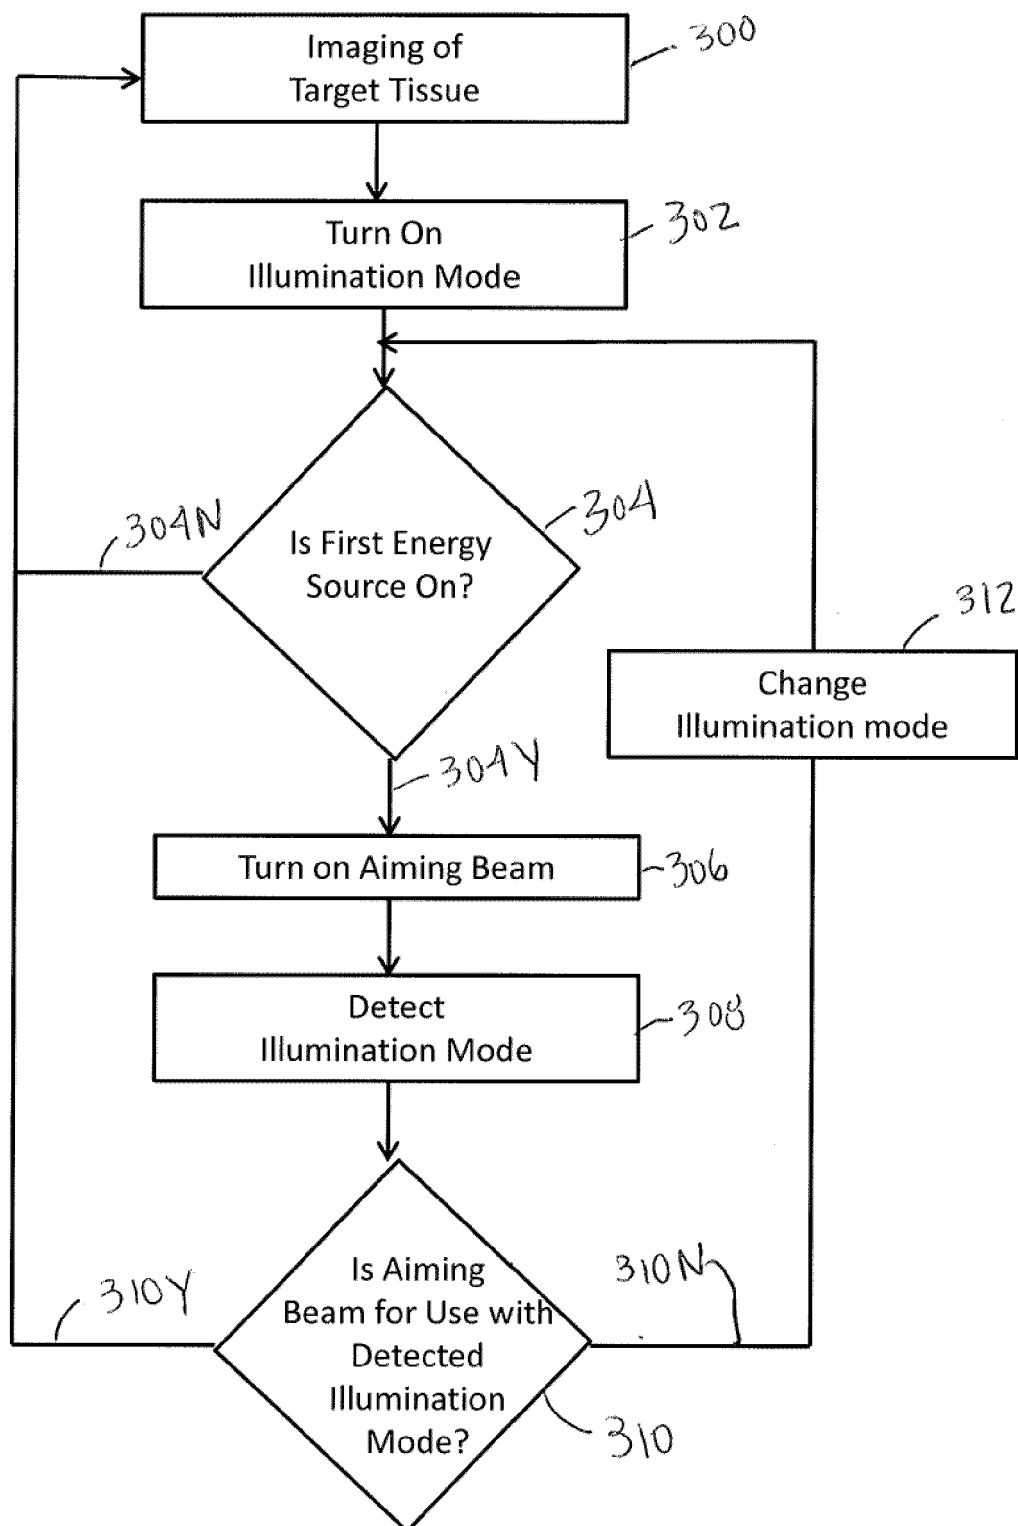 Imaging of
Target Tissue
300
Turn On
Illumination Mode
302
304N
Is First Energy
Source On?
304
312
Change
Illumination mode
304Y
Turn on Aiming Beam
306
Detect
Illumination Mode
308
310Y
Is Aiming
Beam for Use with
Detected
Illumination
Mode?
310N
310